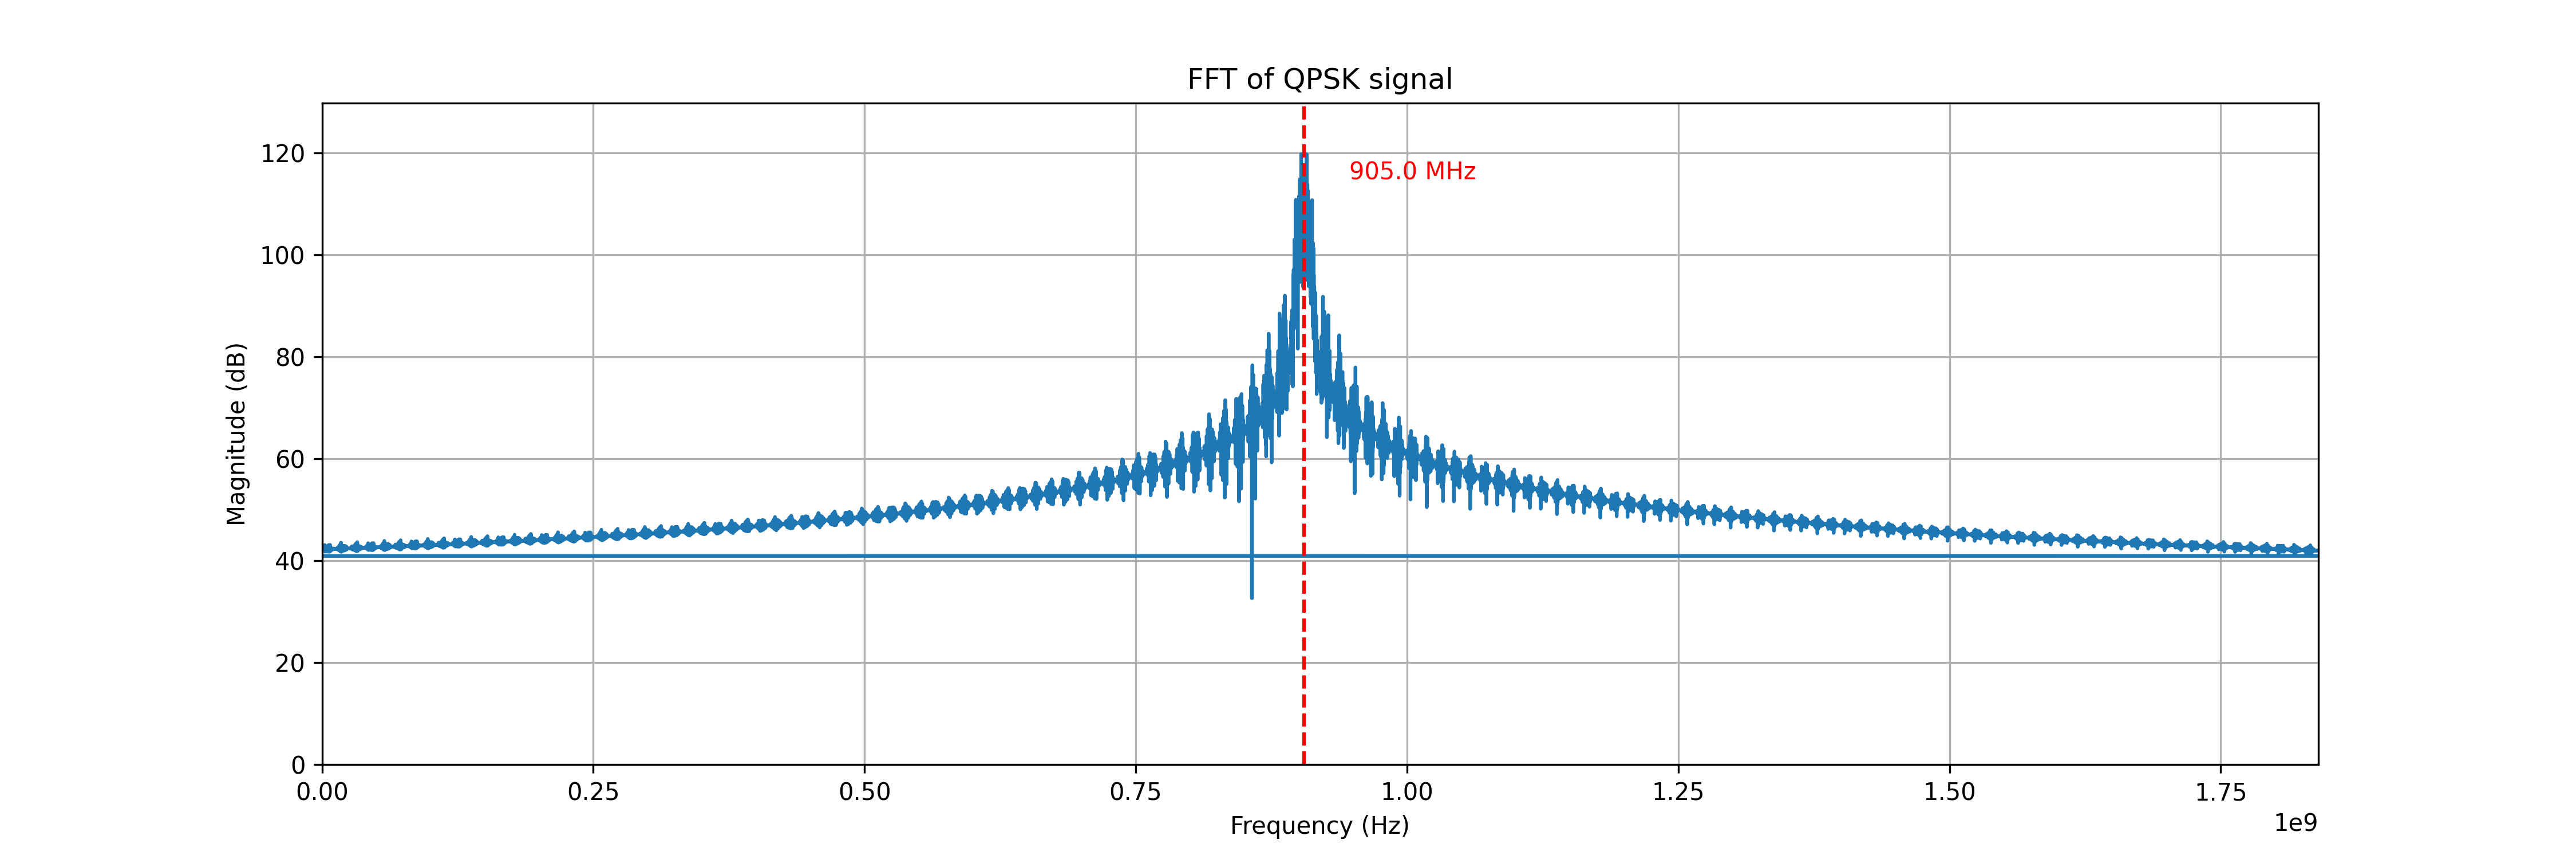 FFT of QPSK signal
905.0 MHz
Magnitude (dB)
120
100
80
60
40
20
0
0.00 0.25 0.50 0.75 1.00 1.25 1.50 1.75
1e9
Frequency (Hz)